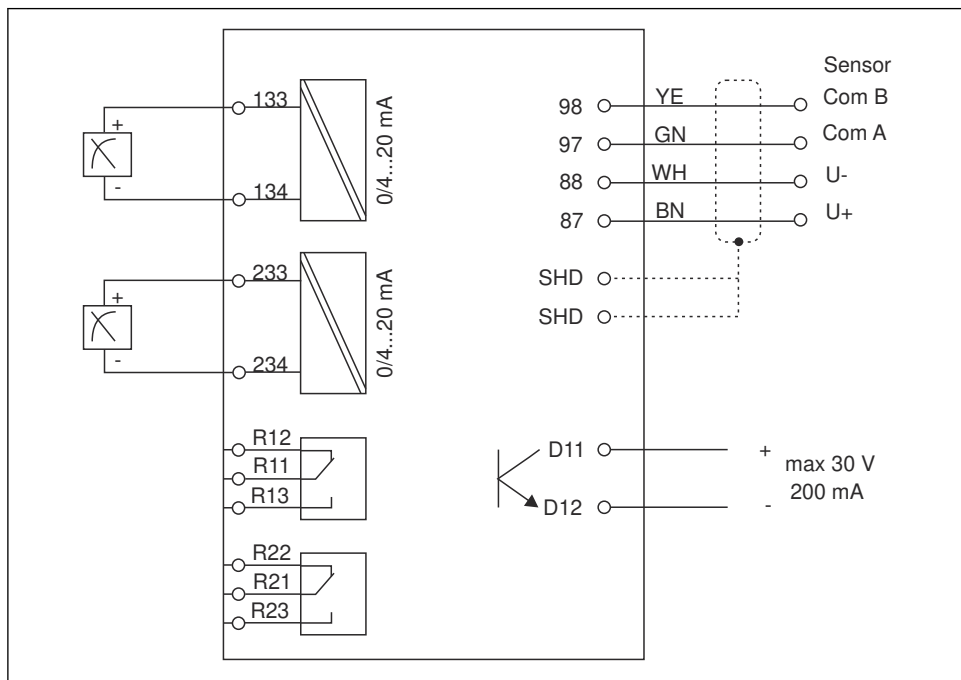 133
+
-
134
0/4...20 mA
233
+
-
234
0/4...20 mA
R12
R11
R13
R22
R21
R23
Sensor
98 YE Com B
97 GN Com A
88 WH U-
87 BN U+
SHD
SHD
D11 +
max 30 V
200 mA
D12 -